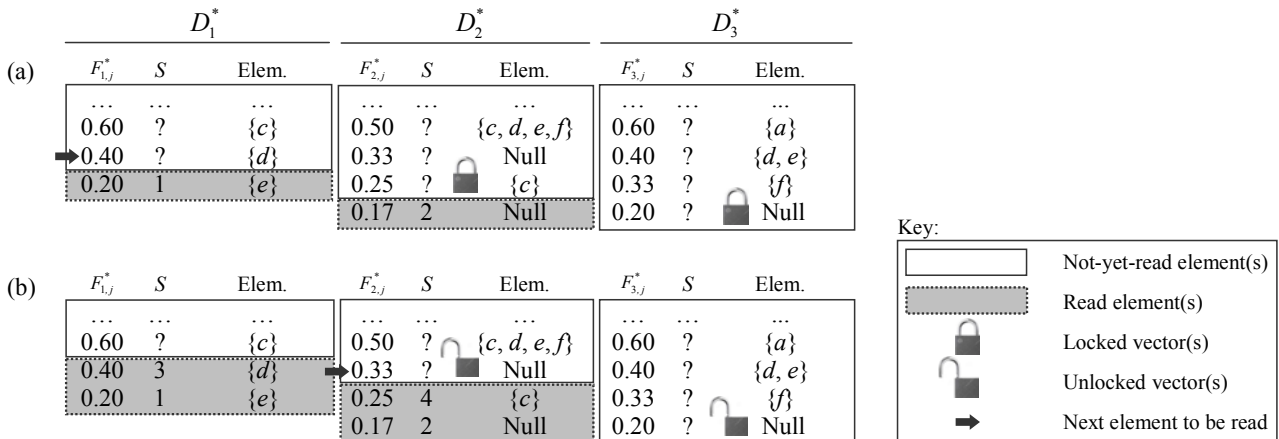 D₁* D₂* D₃*
(a) F*₁,ⱼ S Elem. F*₂,ⱼ S Elem. F*₃,ⱼ S Elem.
... ... ... ... ... ... ... ... ...
0.60 ? {c} 0.50 ? {c, d, e, f} 0.60 ? {a}
0.40 ? {d} 0.33 ? Null 0.40 ? {d, e}
0.20 1 {e} 0.25 ? {c} 0.33 ? {f}
0.17 2 Null 0.20 ? Null
Key:
Not-yet-read element(s)
Read element(s)
Locked vector(s)
Unlocked vector(s)
Next element to be read
(b) F*₁,ⱼ S Elem. F*₂,ⱼ S Elem. F*₃,ⱼ S Elem.
... ... ... ... ... ... ... ... ...
0.60 ? {c} 0.50 ? {c, d, e, f} 0.60 ? {a}
0.40 3 {d} 0.33 ? Null 0.40 ? {d, e}
0.20 1 {e} 0.25 4 {c} 0.33 ? {f}
0.17 2 Null 0.20 ? Null